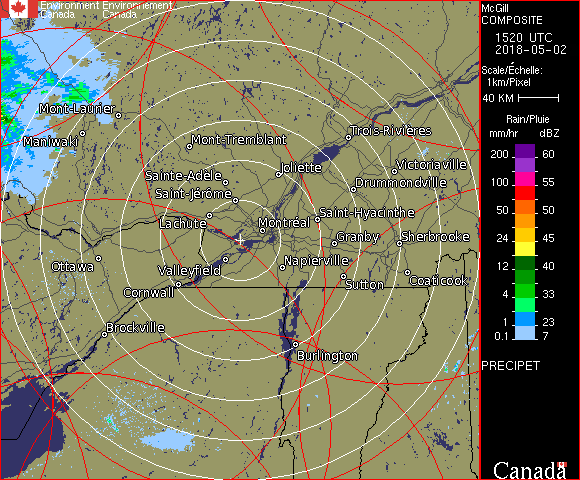 Environment Environnement
Canada Canada
Mont-Laurier
Maniwaki
Mont-Tremblant
Trois-Rivières
Sainte-Adèle
Joliette
Victoriaville
Saint-Jérôme
Drummondville
Lachute
Montréal
Saint-Hyacinthe
Granby
Sherbrooke
Ottawa
Valleyfield
Napierville
Cornwall
Sutton
Coaticook
Brockville
Burlington
McGill
COMPOSITE
1520 UTC
2018-05-02
Scale/Échelle:
1km/Pixel
40 KM
Rain/Pluie
mm/hr dBZ
200 60
100 55
50 50
24 45
12 40
4 33
1 23
0.1 7
PRECIPET
Canada